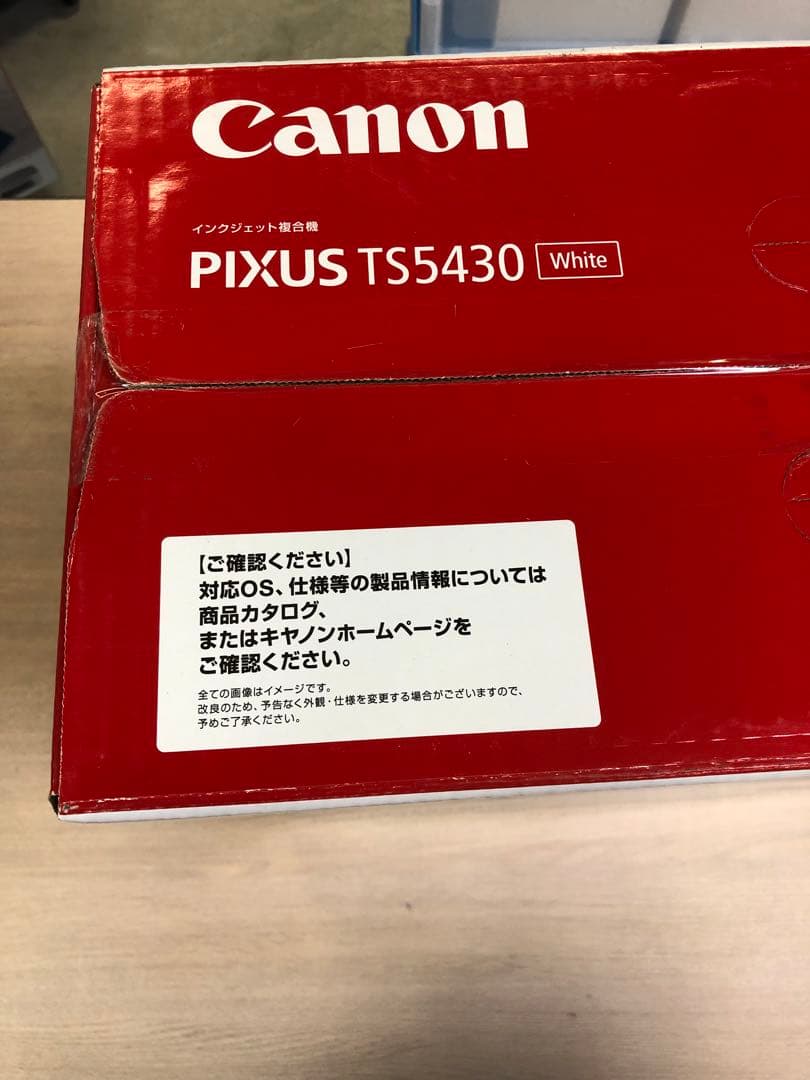 Canon
インクジェット複合機
PIXUS TS5430 White
【ご確認ください】
対応OS、仕様等の製品情報については
商品カタログ、
またはキヤノンホームページを
ご確認ください。
全ての画像はイメージです。
改良のため、予告なく外観・仕様を変更する場合がございますので、
予めご了承ください。